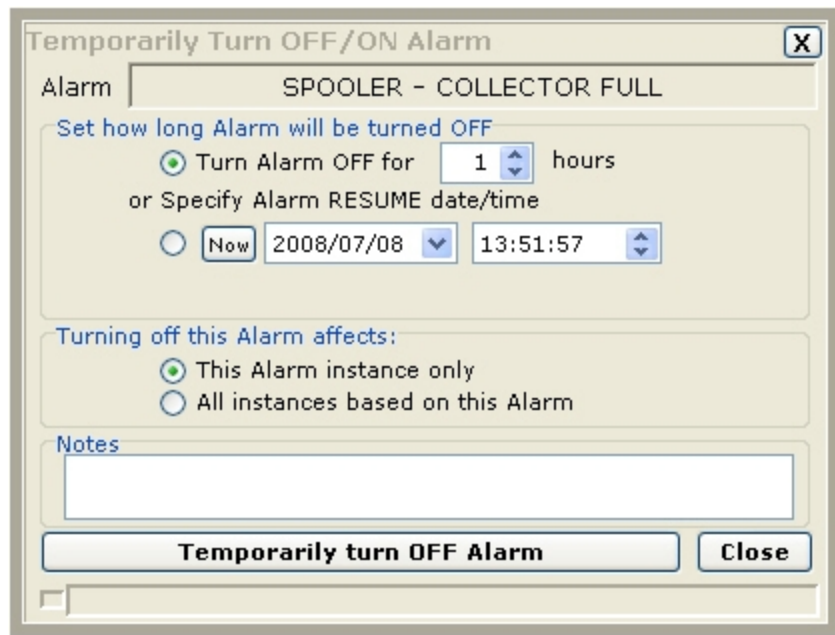 Temporarily Turn OFF/ON Alarm X
Alarm SPOOLER - COLLECTOR FULL
Set how long Alarm will be turned OFF
Turn Alarm OFF for 1 hours
or Specify Alarm RESUME date/time
Now 2008/07/08 13:51:57
Turning off this Alarm affects:
This Alarm instance only
All instances based on this Alarm
Notes
Temporarily turn OFF Alarm Close